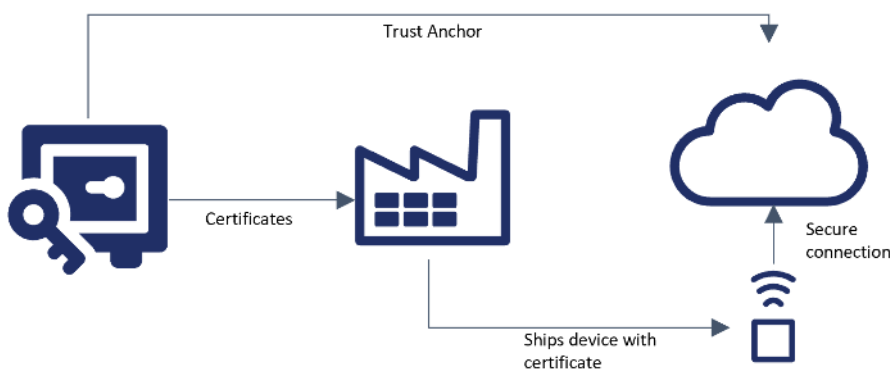 Trust Anchor
Certificates
Secure
connection
Ships device with
certificate